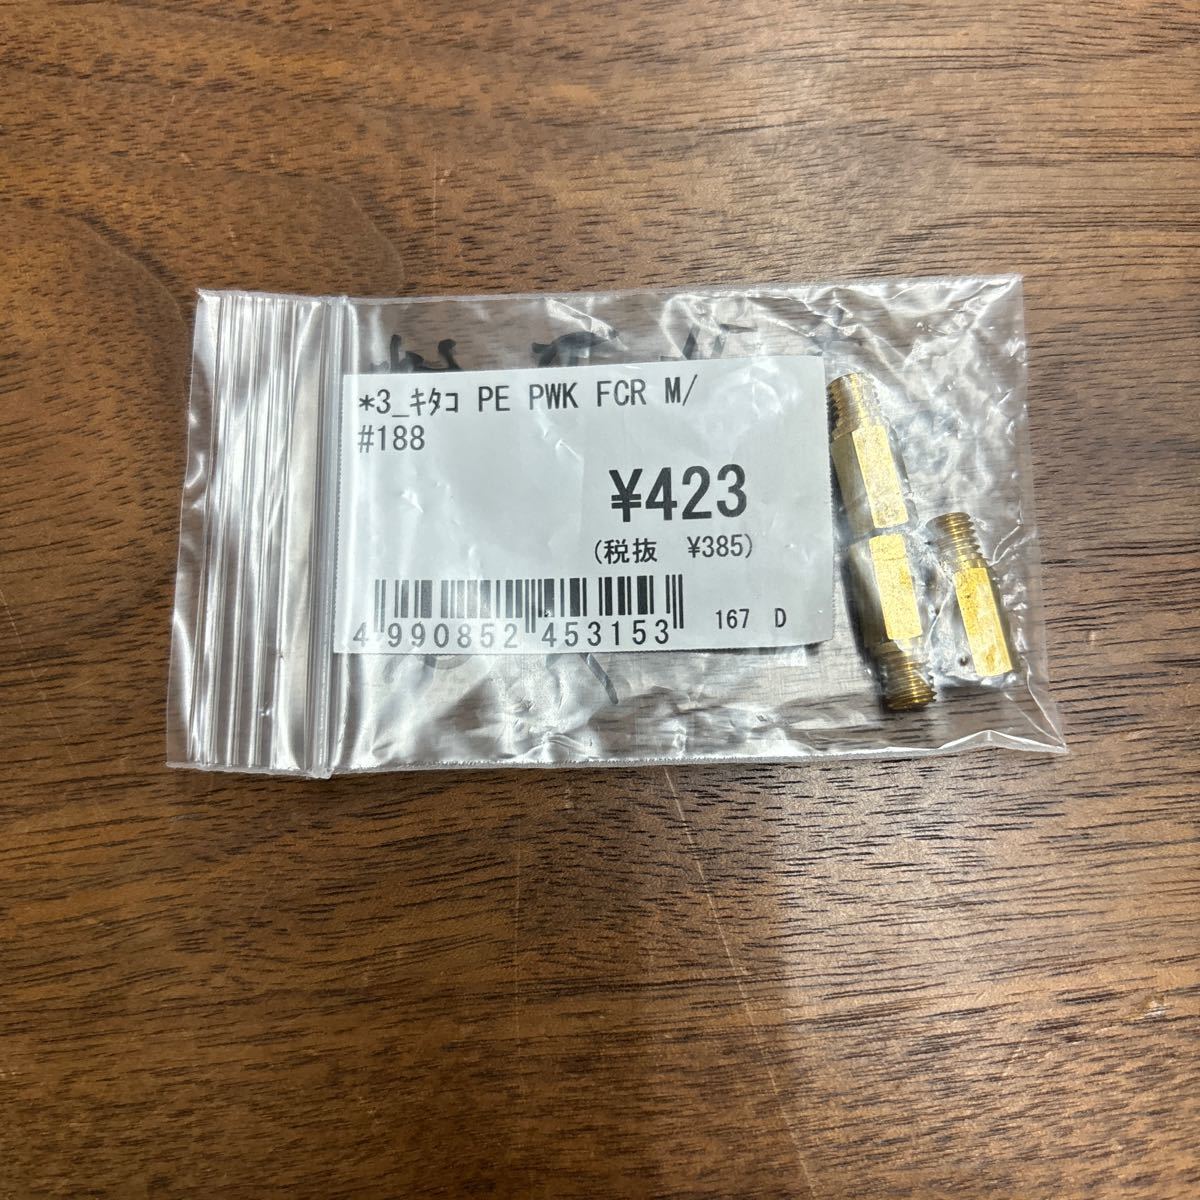 *3_ｷﾀｺ PE PWK FCR M/
#188
¥423
(税抜 ¥385)
4 990852 453153
167 D